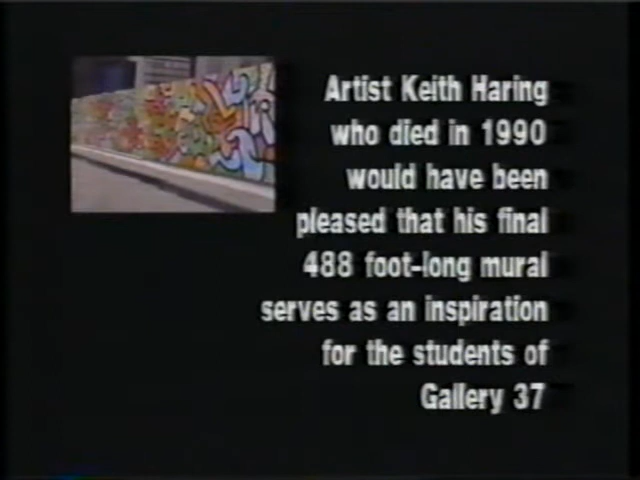 Artist Keith Haring
who died in 1990
would have been
pleased that his final
488 foot-long mural
serves as an inspiration
for the students of
Gallery 37